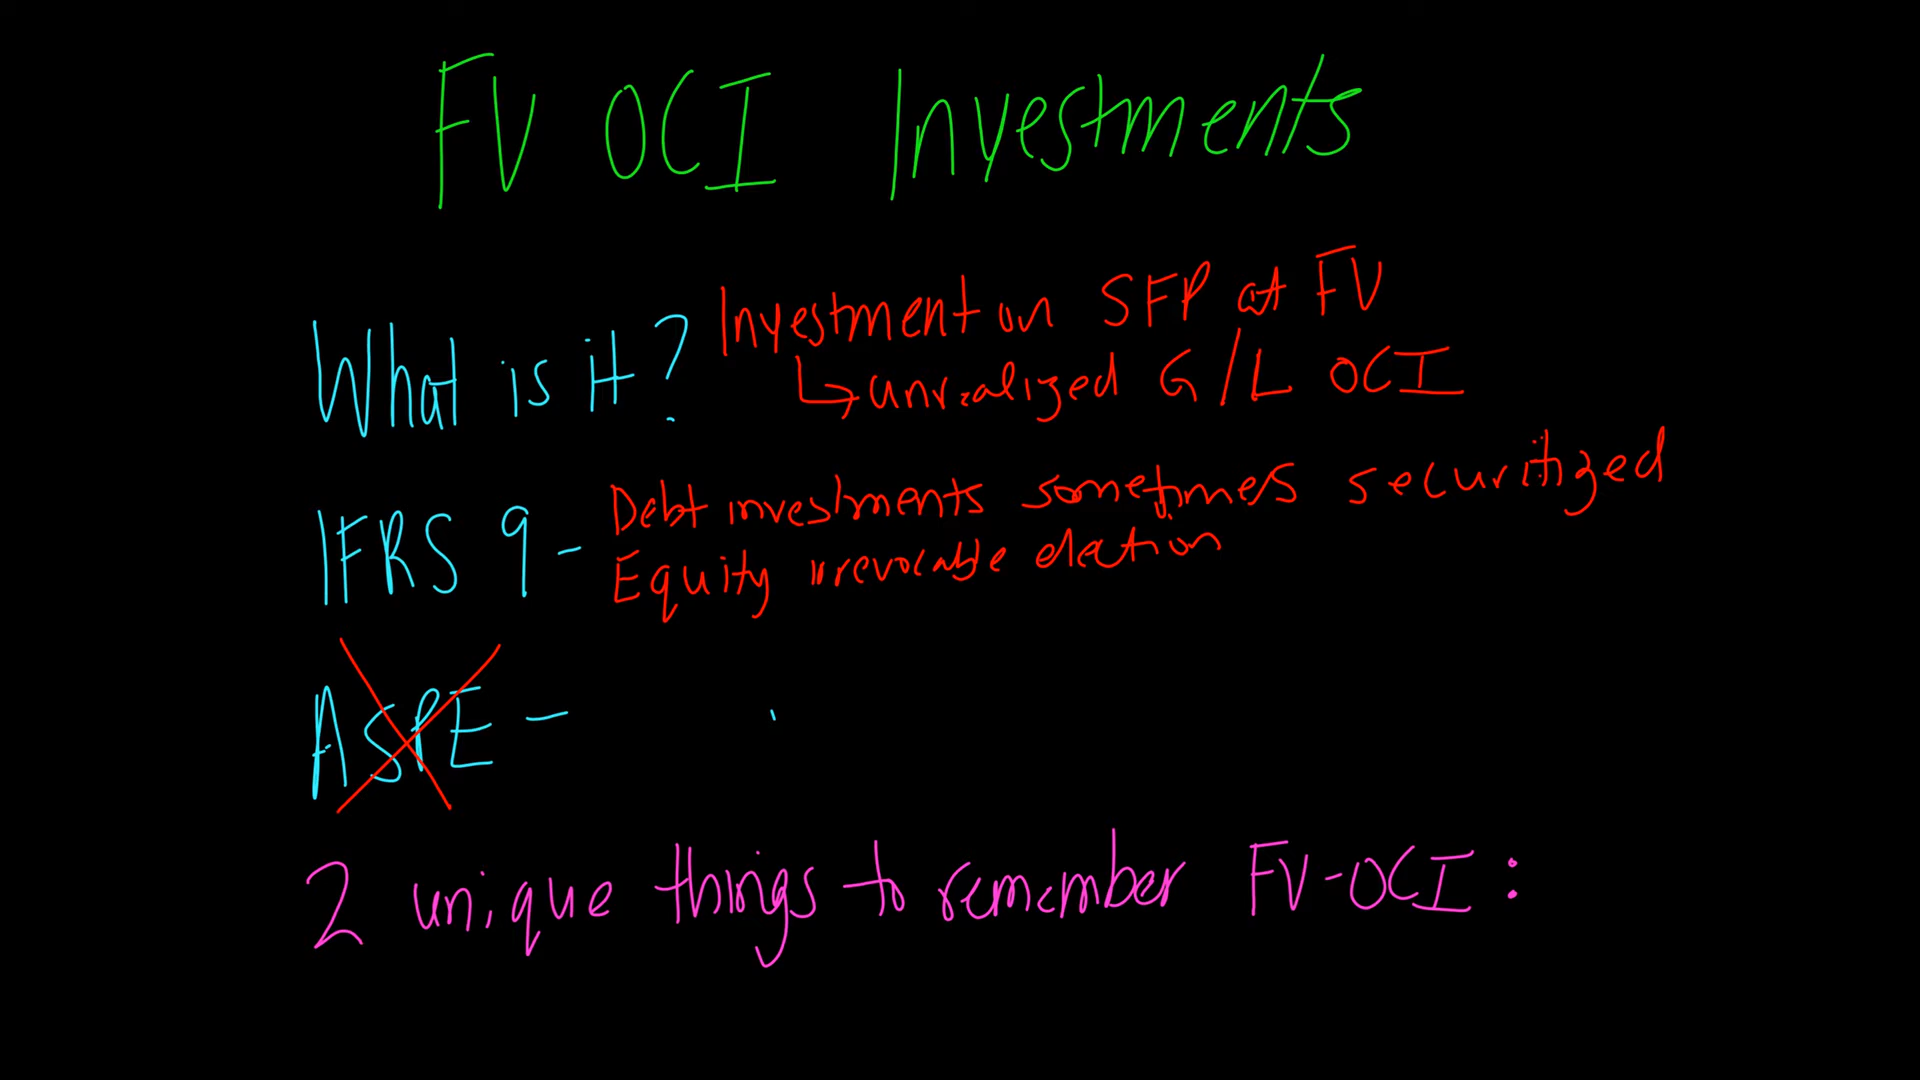 FV OCI Investments
What is it? Investment on SFP at FV
↳ unrealized G/L OCI
IFRS 9 - Debt investments sometimes securitized
Equity irrevocable election
ASPE -
2 unique things to remember FV-OCI: